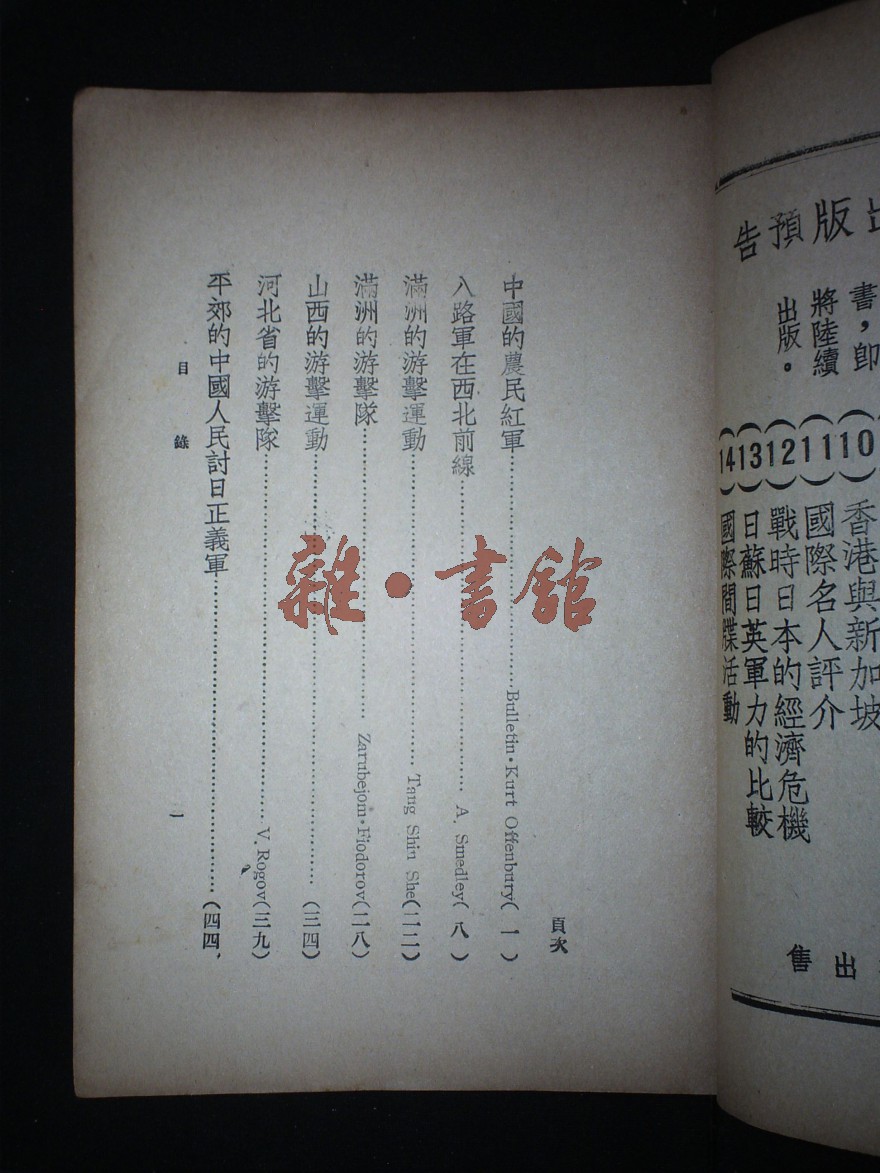 出版預告
書，即
將陸續
出版。
10 香港與新加坡
11 國際名人評介
(12) 戰時日本的經濟危機
(13) 日蘇日英軍力的比較
(14) 國際間諜活動
出售
頁次
中國的農民紅軍……Bulletin·Kurt Offenbury(一)
八路軍在西北前線……A. Smedley(八)
滿洲的游擊運動……Tang Shin She(二二)
滿洲的游擊隊……Zarubejom·Fiodorov(二八)
山西的游擊運動……(三四)
河北省的游擊隊……V. Rogov(三九)
平郊的中國人民討日正義軍……(四四、
目錄
一
雜·書館